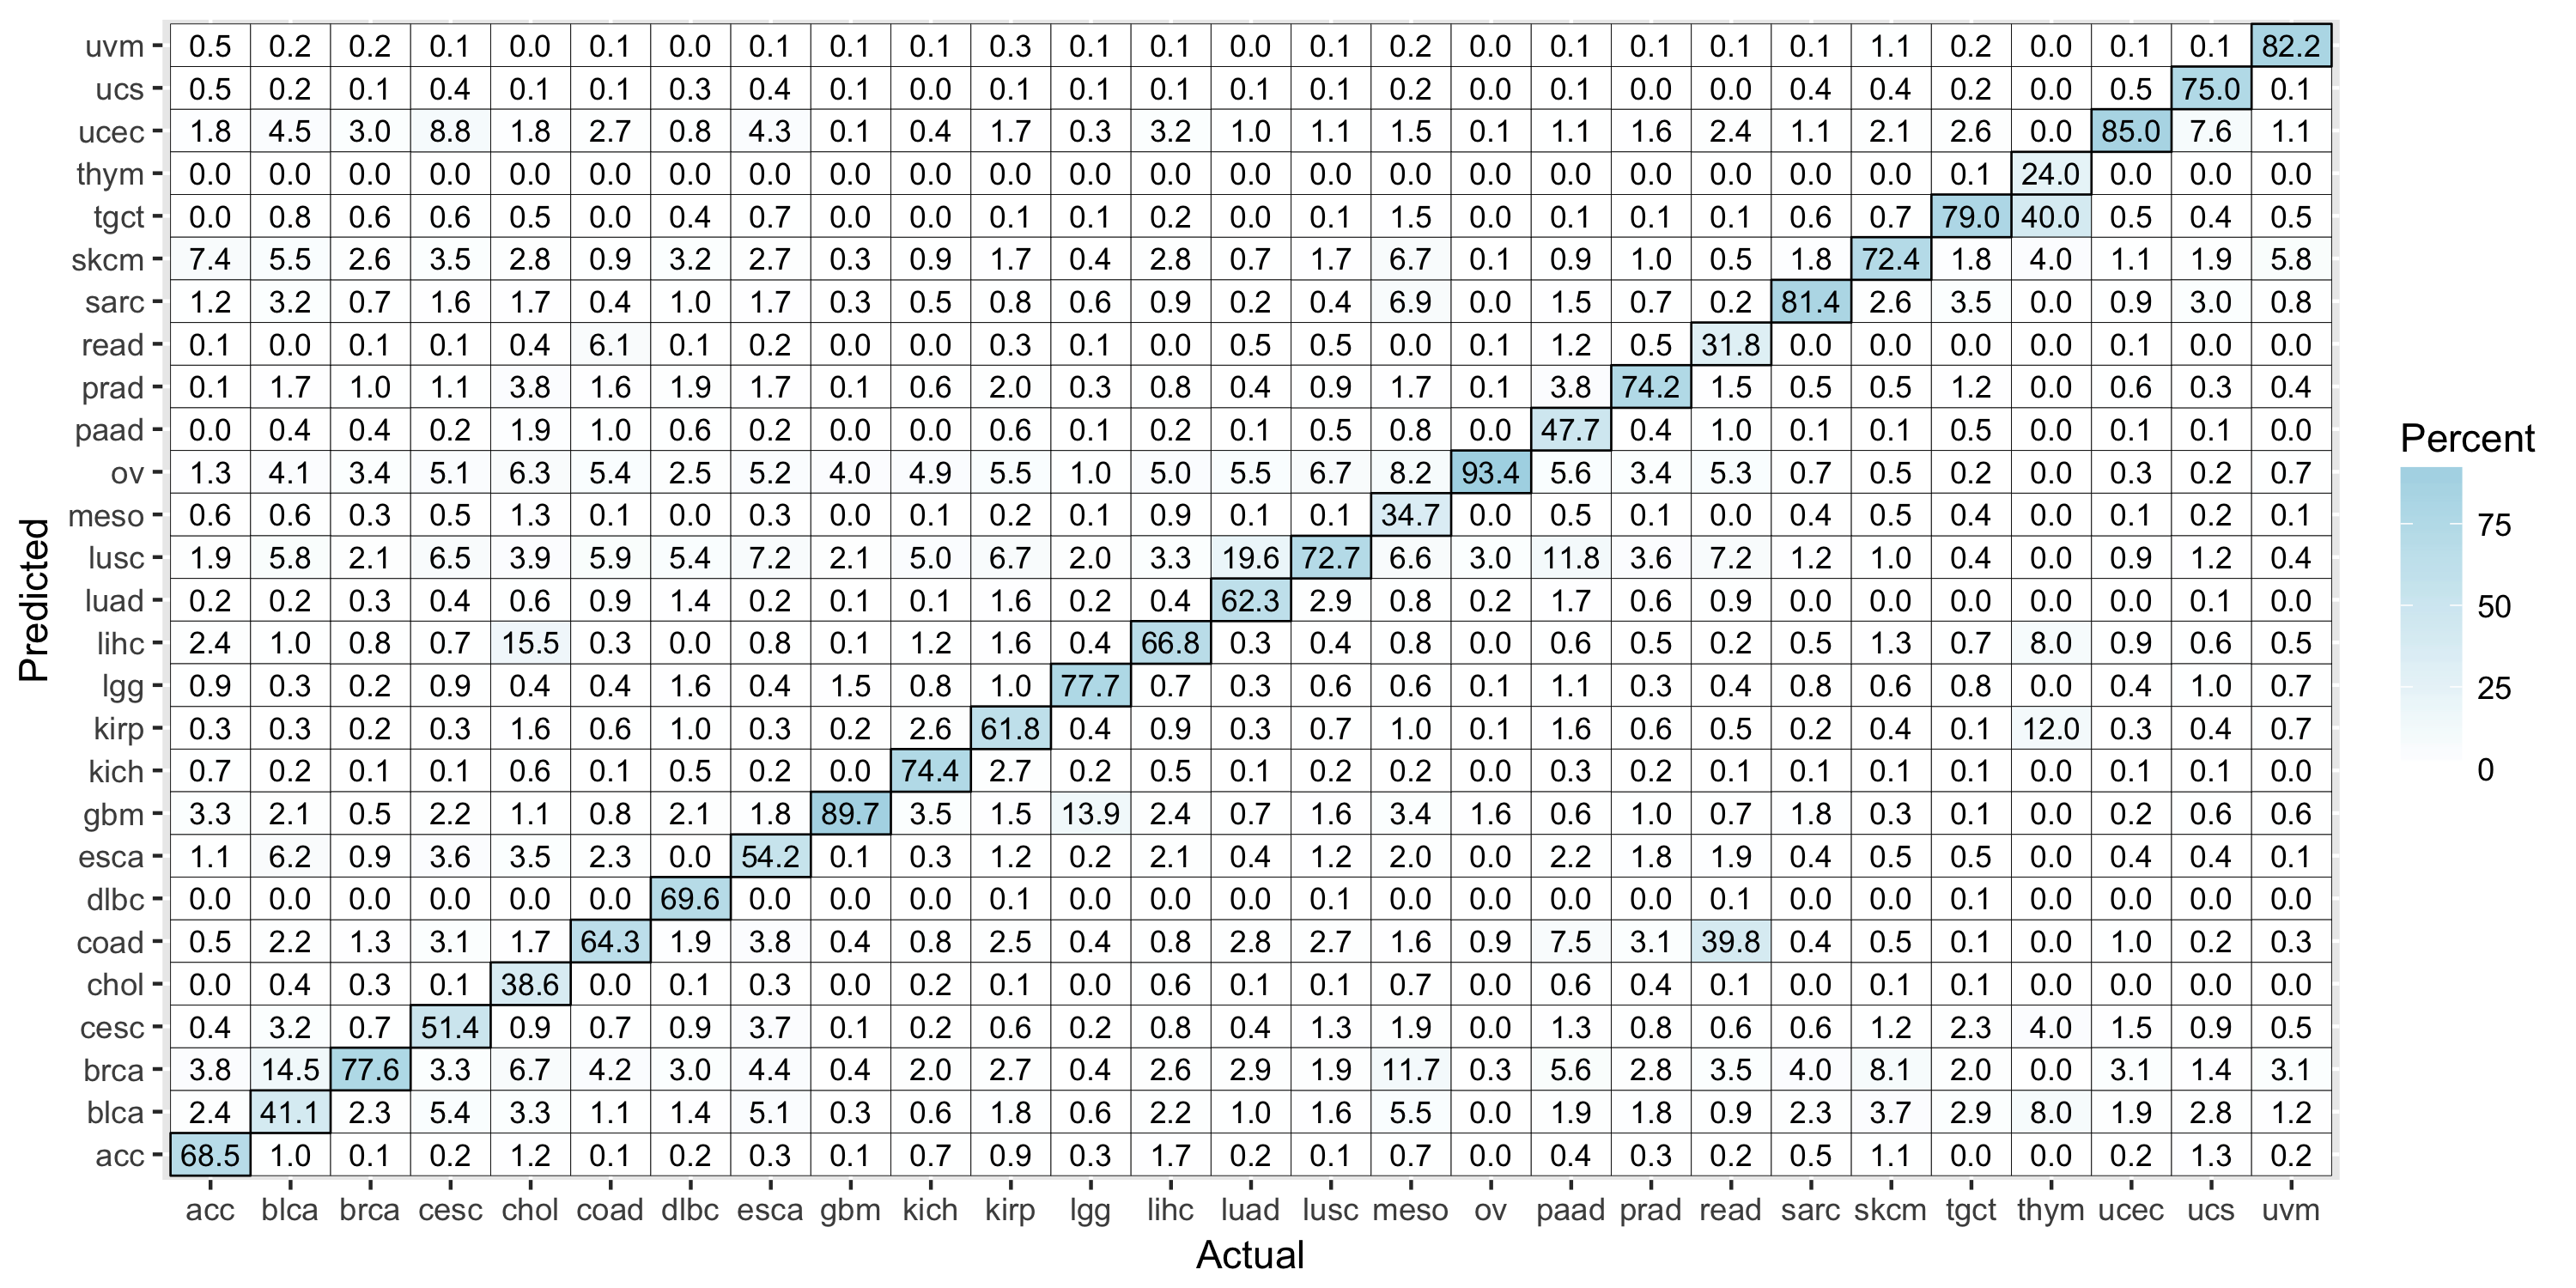 uvm 0.5 0.2 0.2 0.1 0.0 0.1 0.0 0.1 0.1 0.1 0.3 0.1 0.1 0.0 0.1 0.2 0.0 0.1 0.1 0.1 0.1 1.1 0.2 0.0 0.1 0.1 82.2
ucs 0.5 0.2 0.1 0.4 0.1 0.1 0.3 0.4 0.1 0.0 0.1 0.1 0.1 0.1 0.1 0.2 0.0 0.1 0.0 0.0 0.4 0.4 0.2 0.0 0.5 75.0 0.1
ucec 1.8 4.5 3.0 8.8 1.8 2.7 0.8 4.3 0.1 0.4 1.7 0.3 3.2 1.0 1.1 1.5 0.1 1.1 1.6 2.4 1.1 2.1 2.6 0.0 85.0 7.6 1.1
thym 0.0 0.0 0.0 0.0 0.0 0.0 0.0 0.0 0.0 0.0 0.0 0.0 0.0 0.0 0.0 0.0 0.0 0.0 0.0 0.0 0.0 0.0 0.1 24.0 0.0 0.0 0.0
tgct 0.0 0.8 0.6 0.6 0.5 0.0 0.4 0.7 0.0 0.0 0.1 0.1 0.2 0.0 0.1 1.5 0.0 0.1 0.1 0.1 0.6 0.7 79.0 40.0 0.5 0.4 0.5
skcm 7.4 5.5 2.6 3.5 2.8 0.9 3.2 2.7 0.3 0.9 1.7 0.4 2.8 0.7 1.7 6.7 0.1 0.9 1.0 0.5 1.8 72.4 1.8 4.0 1.1 1.9 5.8
sarc 1.2 3.2 0.7 1.6 1.7 0.4 1.0 1.7 0.3 0.5 0.8 0.6 0.9 0.2 0.4 6.9 0.0 1.5 0.7 0.2 81.4 2.6 3.5 0.0 0.9 3.0 0.8
read 0.1 0.0 0.1 0.1 0.4 6.1 0.1 0.2 0.0 0.0 0.3 0.1 0.0 0.5 0.5 0.0 0.1 1.2 0.5 31.8 0.0 0.0 0.0 0.0 0.1 0.0 0.0
prad 0.1 1.7 1.0 1.1 3.8 1.6 1.9 1.7 0.1 0.6 2.0 0.3 0.8 0.4 0.9 1.7 0.1 3.8 74.2 1.5 0.5 0.5 1.2 0.0 0.6 0.3 0.4
paad 0.0 0.4 0.4 0.2 1.9 1.0 0.6 0.2 0.0 0.0 0.6 0.1 0.2 0.1 0.5 0.8 0.0 47.7 0.4 1.0 0.1 0.1 0.5 0.0 0.1 0.1 0.0
ov 1.3 4.1 3.4 5.1 6.3 5.4 2.5 5.2 4.0 4.9 5.5 1.0 5.0 5.5 6.7 8.2 93.4 5.6 3.4 5.3 0.7 0.5 0.2 0.0 0.3 0.2 0.7
meso 0.6 0.6 0.3 0.5 1.3 0.1 0.0 0.3 0.0 0.1 0.2 0.1 0.9 0.1 0.1 34.7 0.0 0.5 0.1 0.0 0.4 0.5 0.4 0.0 0.1 0.2 0.1
lusc 1.9 5.8 2.1 6.5 3.9 5.9 5.4 7.2 2.1 5.0 6.7 2.0 3.3 19.6 72.7 6.6 3.0 11.8 3.6 7.2 1.2 1.0 0.4 0.0 0.9 1.2 0.4
luad 0.2 0.2 0.3 0.4 0.6 0.9 1.4 0.2 0.1 0.1 1.6 0.2 0.4 62.3 2.9 0.8 0.2 1.7 0.6 0.9 0.0 0.0 0.0 0.0 0.0 0.1 0.0
lihc 2.4 1.0 0.8 0.7 15.5 0.3 0.0 0.8 0.1 1.2 1.6 0.4 66.8 0.3 0.4 0.8 0.0 0.6 0.5 0.2 0.5 1.3 0.7 8.0 0.9 0.6 0.5
lgg 0.9 0.3 0.2 0.9 0.4 0.4 1.6 0.4 1.5 0.8 1.0 77.7 0.7 0.3 0.6 0.6 0.1 1.1 0.3 0.4 0.8 0.6 0.8 0.0 0.4 1.0 0.7
kirp 0.3 0.3 0.2 0.3 1.6 0.6 1.0 0.3 0.2 2.6 61.8 0.4 0.9 0.3 0.7 1.0 0.1 1.6 0.6 0.5 0.2 0.4 0.1 12.0 0.3 0.4 0.7
kich 0.7 0.2 0.1 0.1 0.6 0.1 0.5 0.2 0.0 74.4 2.7 0.2 0.5 0.1 0.2 0.2 0.0 0.3 0.2 0.1 0.1 0.1 0.1 0.0 0.1 0.1 0.0
gbm 3.3 2.1 0.5 2.2 1.1 0.8 2.1 1.8 89.7 3.5 1.5 13.9 2.4 0.7 1.6 3.4 1.6 0.6 1.0 0.7 1.8 0.3 0.1 0.0 0.2 0.6 0.6
esca 1.1 6.2 0.9 3.6 3.5 2.3 0.0 54.2 0.1 0.3 1.2 0.2 2.1 0.4 1.2 2.0 0.0 2.2 1.8 1.9 0.4 0.5 0.5 0.0 0.4 0.4 0.1
dlbc 0.0 0.0 0.0 0.0 0.0 0.0 69.6 0.0 0.0 0.0 0.1 0.0 0.0 0.0 0.1 0.0 0.0 0.0 0.0 0.1 0.0 0.0 0.1 0.0 0.0 0.0 0.0
coad 0.5 2.2 1.3 3.1 1.7 64.3 1.9 3.8 0.4 0.8 2.5 0.4 0.8 2.8 2.7 1.6 0.9 7.5 3.1 39.8 0.4 0.5 0.1 0.0 1.0 0.2 0.3
chol 0.0 0.4 0.3 0.1 38.6 0.0 0.1 0.3 0.0 0.2 0.1 0.0 0.6 0.1 0.1 0.7 0.0 0.6 0.4 0.1 0.0 0.1 0.1 0.0 0.0 0.0 0.0
cesc 0.4 3.2 0.7 51.4 0.9 0.7 0.9 3.7 0.1 0.2 0.6 0.2 0.8 0.4 1.3 1.9 0.0 1.3 0.8 0.6 0.6 1.2 2.3 4.0 1.5 0.9 0.5
brca 3.8 14.5 77.6 3.3 6.7 4.2 3.0 4.4 0.4 2.0 2.7 0.4 2.6 2.9 1.9 11.7 0.3 5.6 2.8 3.5 4.0 8.1 2.0 0.0 3.1 1.4 3.1
blca 2.4 41.1 2.3 5.4 3.3 1.1 1.4 5.1 0.3 0.6 1.8 0.6 2.2 1.0 1.6 5.5 0.0 1.9 1.8 0.9 2.3 3.7 2.9 8.0 1.9 2.8 1.2
acc 68.5 1.0 0.1 0.2 1.2 0.1 0.2 0.3 0.1 0.7 0.9 0.3 1.7 0.2 0.1 0.7 0.0 0.4 0.3 0.2 0.5 1.1 0.0 0.0 0.2 1.3 0.2
acc blca brca cesc chol coad dlbc esca gbm kich kirp lgg lihc luad lusc meso ov paad prad read sarc skcm tgct thym ucec ucs uvm
Actual
Predicted
Percent
75
50
25
0